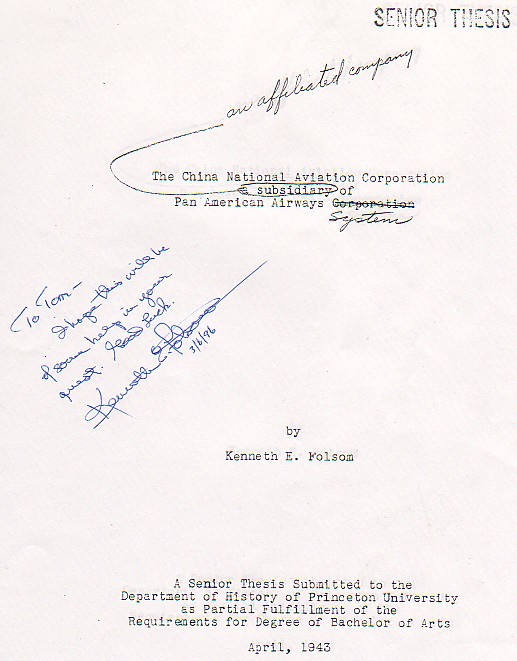 SENIOR THESIS
an affiliated company
The China National Aviation Corporation
a subsidiary of
Pan American Airways Corporation
System
To Tom-
I hope this will be
of some help in your
quest. Good Luck.
Kenneth E. Folsom
3/6/96
by
Kenneth E. Folsom
A Senior Thesis Submitted to the
Department of History of Princeton University
as Partial Fulfillment of the
Requirements for Degree of Bachelor of Arts
April, 1943